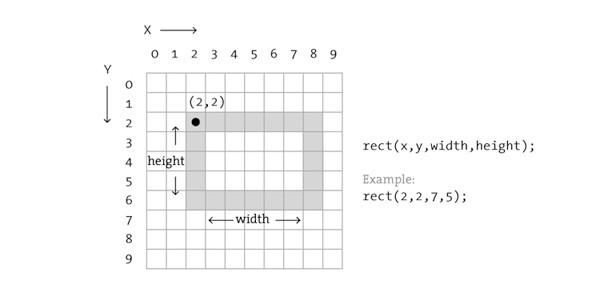 X
0 1 2 3 4 5 6 7 8 9
Y
0
1
(2,2)
2
3
rect(x,y,width,height);
4
height
5
Example:
6
rect(2,2,7,5);
7
width
8
9